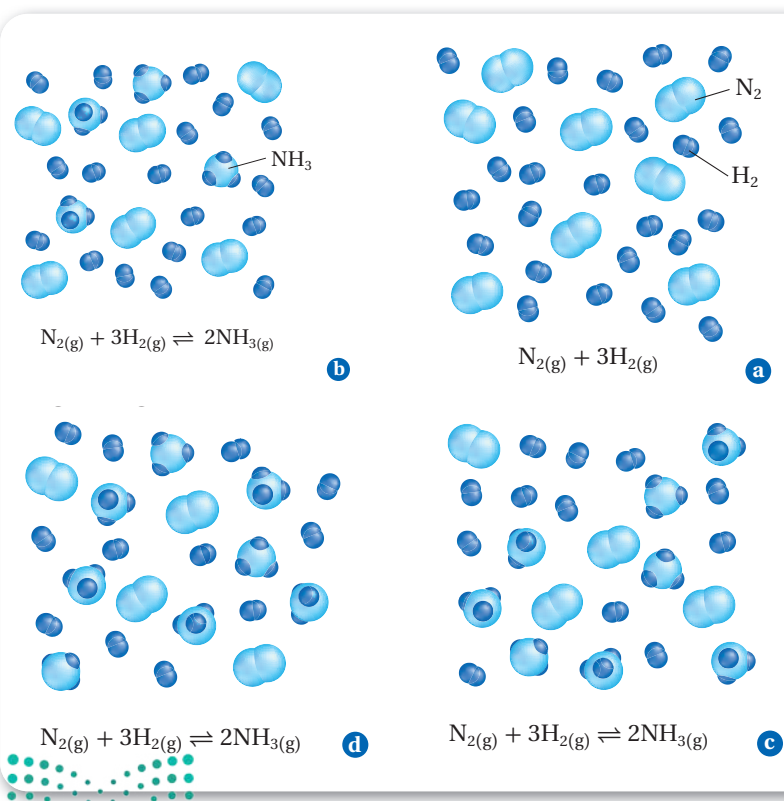 N₂
NH₃
H₂
N₂(g) + 3H₂(g) ⇌ 2NH₃(g)
b
N₂(g) + 3H₂(g)
a
N₂(g) + 3H₂(g) ⇌ 2NH₃(g)
d
N₂(g) + 3H₂(g) ⇌ 2NH₃(g)
c